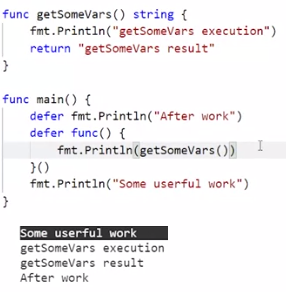 func getSomeVars() string {
    fmt.Println("getSomeVars execution")
    return "getSomeVars result"
}
func main() {
    defer fmt.Println("After work")
    defer func() {
        fmt.Println(getSomeVars())
    }()
    fmt.Println("Some userful work")
}
Some userful work
getSomeVars execution
getSomeVars result
After work